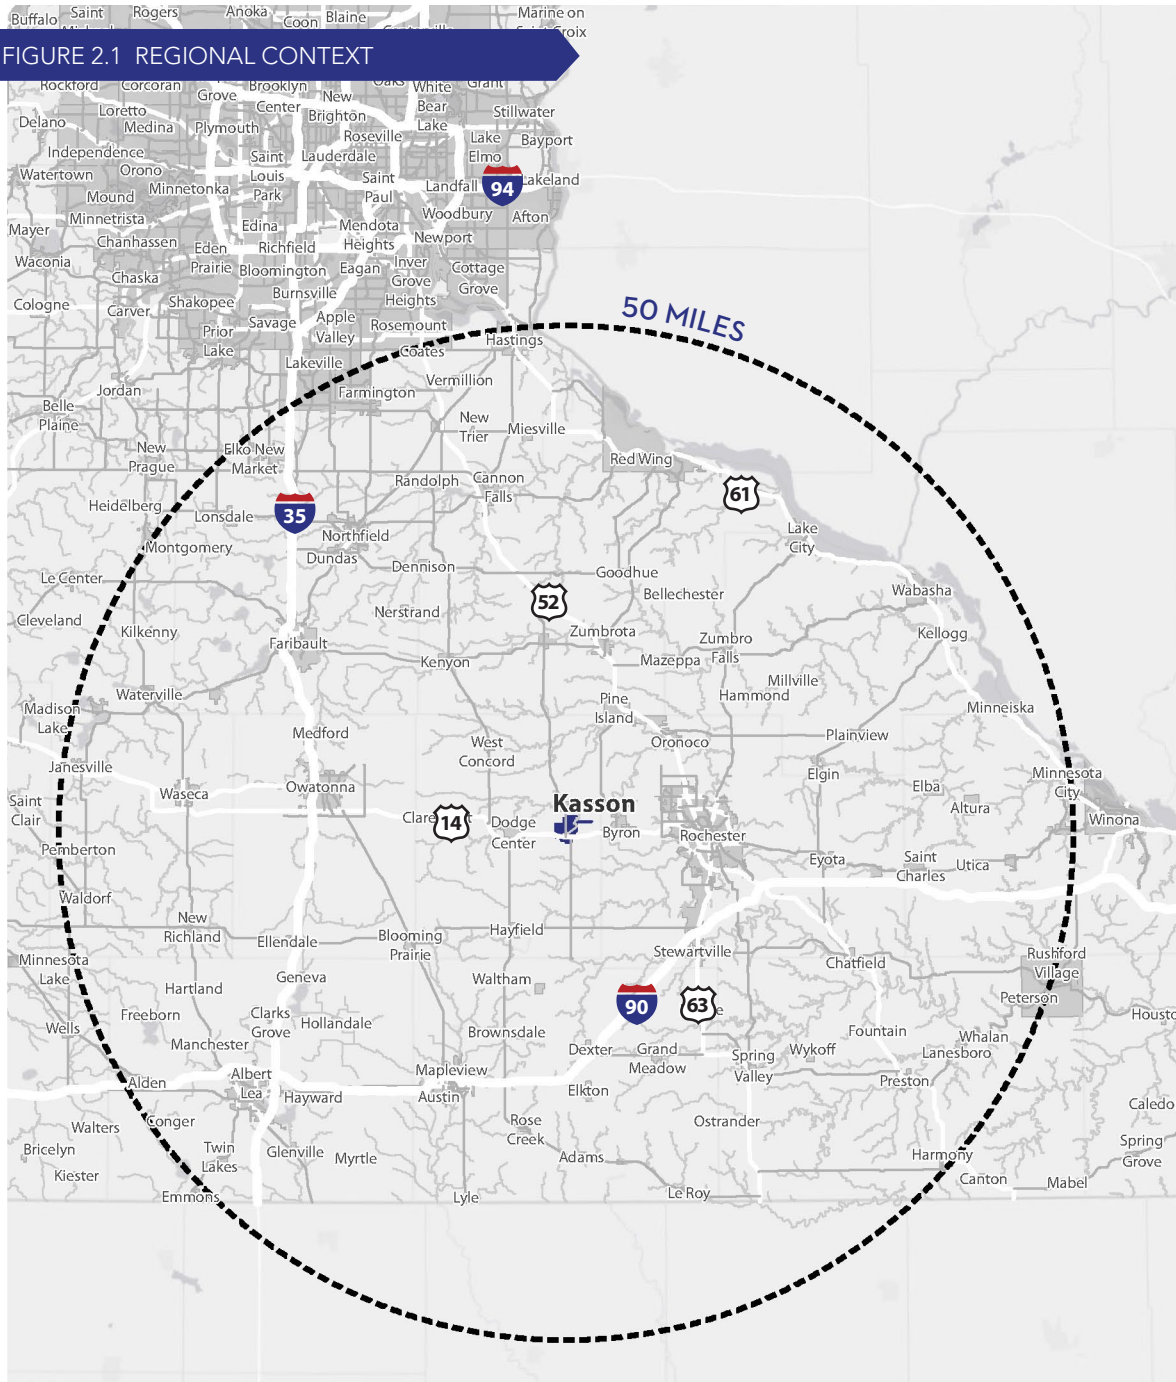 Buffalo
Saint
Rogers
Anoka
Coon
Blaine
Marine on
FIGURE 2.1 REGIONAL CONTEXT
Rockford
Corcoran
Grove
Brooklyn
Center
New
Brighton
Oaks
White
Bear
Lake
Grant
Stillwater
Delano
Loretto
Medina
Plymouth
Roseville
Lake
Elmo
Bayport
Independence
Orono
Saint
Louis
Park
Lauderdale
Watertown
Minnetonka
Saint
Paul
Landfall
94
Lakeland
Mound
Minnetrista
Woodbury
Afton
Mayer
Chanhassen
Edina
Mendota
Heights
Newport
Eden
Prairie
Richfield
Waconia
Bloomington
Eagan
Inver
Grove
Heights
Cottage
Grove
Chaska
Burnsville
Cologne
Carver
Shakopee
Savage
Apple
Valley
Rosemount
50 MILES
Prior
Lake
Hastings
Coates
Lakeville
Jordan
Vermillion
Farmington
Belle
Plaine
New
Trier
Miesville
New
Prague
Elko New
Market
Red Wing
Randolph
Cannon
Falls
61
Heidelberg
Lonsdale
35
Northfield
Lake
City
Montgomery
Dundas
Dennison
Goodhue
Le Center
Bellechester
Wabasha
52
Cleveland
Kilkenny
Nerstrand
Faribault
Zumbrota
Zumbro
Falls
Kellogg
Kenyon
Mazeppa
Millville
Waterville
Hammond
Madison
Lake
Pine
Island
Minneiska
Medford
West
Concord
Oronoco
Plainview
Janesville
Elgin
Minnesota
City
Waseca
Owatonna
Elba
Saint
Clair
Kasson
Altura
14
Dodge
Center
Byron
Rochester
Winona
Pemberton
Eyota
Saint
Charles
Utica
Waldorf
New
Richland
Ellendale
Blooming
Prairie
Hayfield
Stewartville
Minnesota
Lake
Chatfield
Rushford
Village
Geneva
Waltham
Hartland
Peterson
90
63
Freeborn
Clarks
Grove
Hollandale
Wells
Brownsdale
Fountain
Whalan
Manchester
Dexter
Grand
Meadow
Spring
Valley
Wykoff
Lanesboro
Alden
Albert
Lea
Mapleview
Hayward
Austin
Elkton
Preston
Conger
Walters
Rose
Creek
Ostrander
Bricelyn
Twin
Lakes
Glenville
Myrtle
Adams
Harmony
Spring
Grove
Kiester
Emmons
Lyle
Le Roy
Canton
Mabel